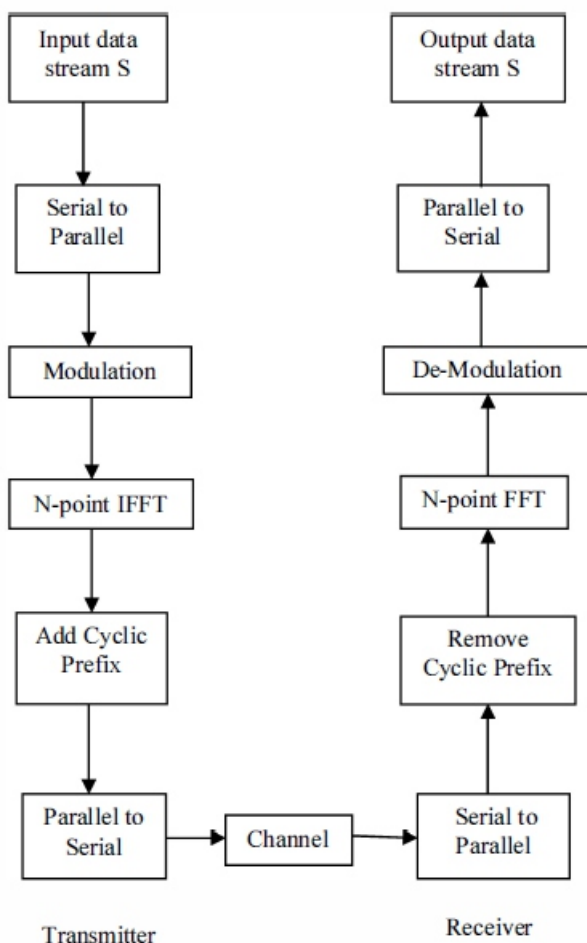 Input data
stream S
Serial to
Parallel
Modulation
N-point IFFT
Add Cyclic
Prefix
Parallel to
Serial
Transmitter
Channel
Output data
stream S
Parallel to
Serial
De-Modulation
N-point FFT
Remove
Cyclic Prefix
Serial to
Parallel
Receiver